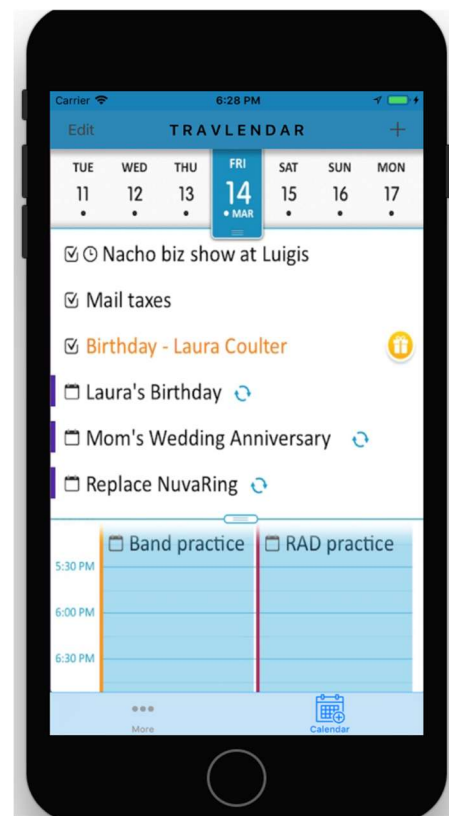 Carrier 6:28 PM
Edit TRAVLENDAR +
TUE WED THU FRI SAT SUN MON
11 12 13 14 15 16 17
MAR
Nacho biz show at Luigis
Mail taxes
Birthday - Laura Coulter
Laura's Birthday
Mom's Wedding Anniversary
Replace NuvaRing
Band practice RAD practice
5:30 PM
6:00 PM
6:30 PM
More Calendar